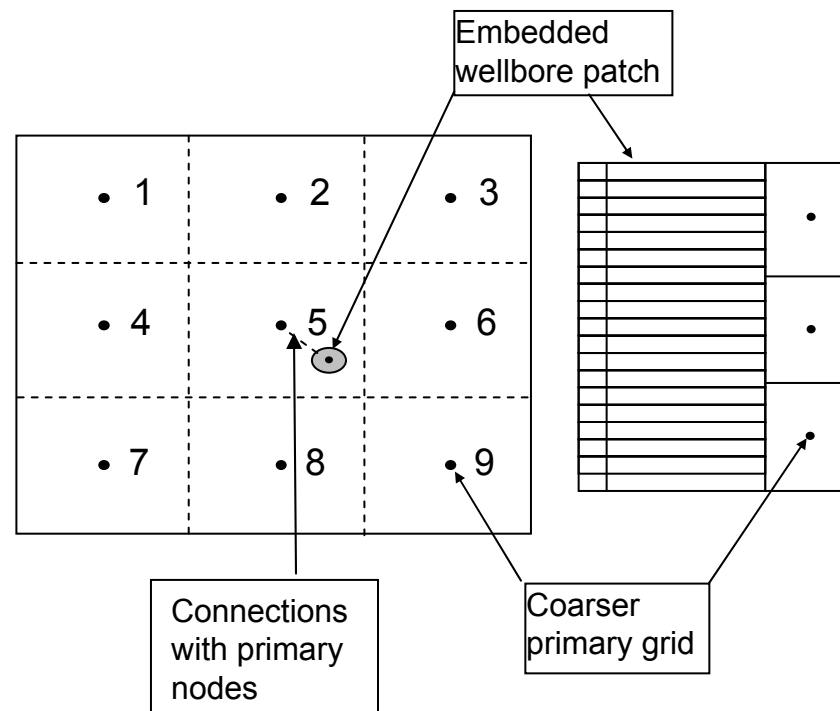 Embedded
wellbore patch
1
2
3
4
5
6
7
8
9
Connections
with primary
nodes
Coarser
primary grid